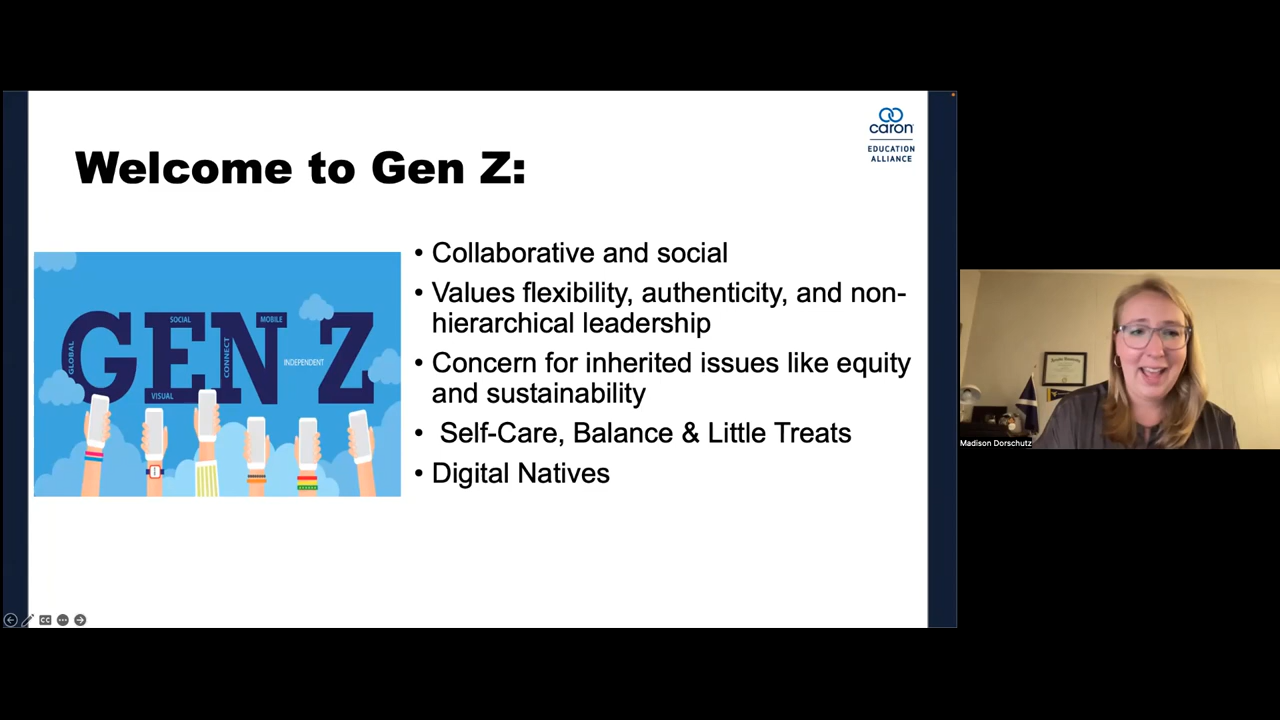 caron
EDUCATION
ALLIANCE
Welcome to Gen Z:
• Collaborative and social
• Values flexibility, authenticity, and non-
hierarchical leadership
• Concern for inherited issues like equity
and sustainability
• Self-Care, Balance & Little Treats
• Digital Natives
GEN Z
SOCIAL
MOBILE
GLOBAL
CONNECT
INDEPENDENT
VISUAL
CC
Madison Dorschutz